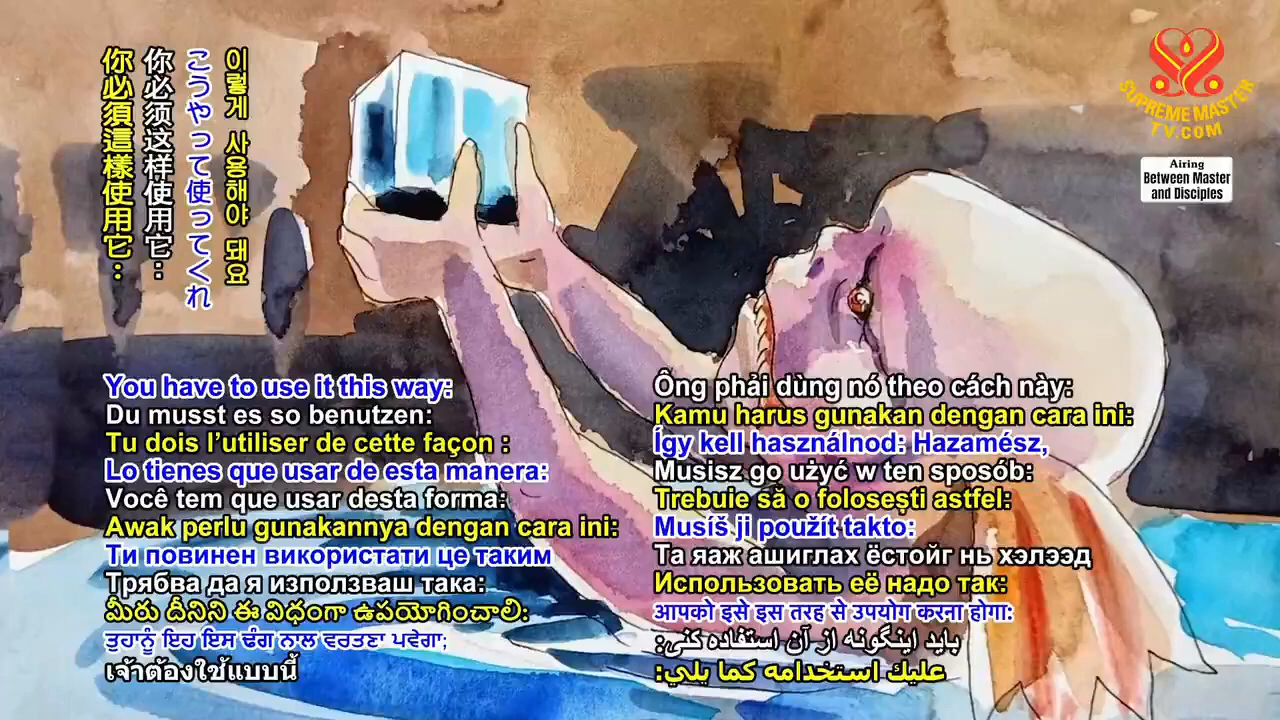 你必須這樣使用它：
你必须这样使用它：
こうやって使ってくれ
이렇게 사용해야 돼요
SUPREME MASTER
TV.COM
Airing
Between Master
and Disciples
You have to use it this way:
Du musst es so benutzen:
Tu dois l’utiliser de cette façon :
Lo tienes que usar de esta manera:
Você tem que usar desta forma:
Awak perlu gunakannya dengan cara ini:
Ти повинен використати це таким
Трябва да я използваш така:
మీరు దీనిని ఈ విధంగా ఉపయోగించాలి:
ਤੁਹਾਨੂੰ ਇਹ ਇਸ ਢੰਗ ਨਾਲ ਵਰਤਣਾ ਪਵੇਗਾ;
เจ้าต้องใช้แบบนี้
Ông phải dùng nó theo cách này:
Kamu harus gunakan dengan cara ini:
Így kell használnod: Hazamész,
Musisz go użyć w ten sposób:
Trebuie să o folosești astfel:
Musíš ji použít takto:
Та яаж ашиглах ёстойг нь хэлээд
Использовать её надо так:
आपको इसे इस तरह से उपयोग करना होगा:
باید اینگونه از آن استفاده کنی:
عليك استخدامه كما يلي: